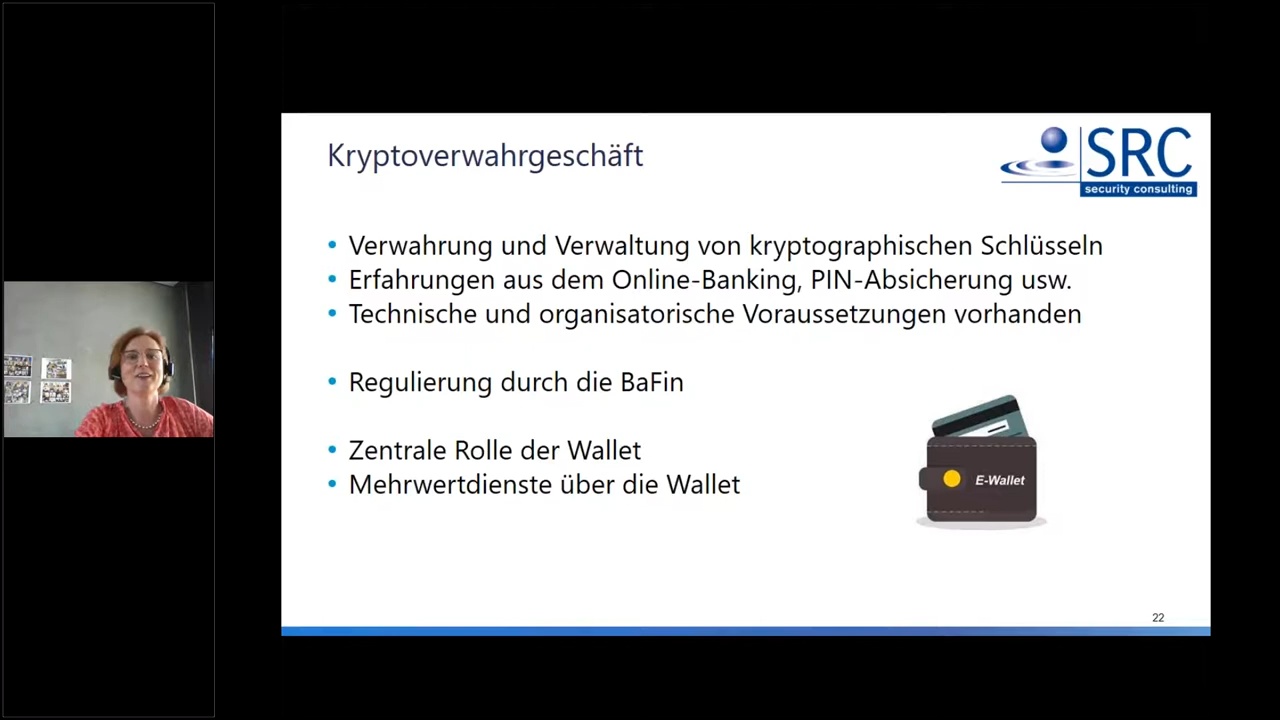 Kryptoverwahrgeschäft
SRC
security consulting
• Verwahrung und Verwaltung von kryptographischen Schlüsseln
• Erfahrungen aus dem Online-Banking, PIN-Absicherung usw.
• Technische und organisatorische Voraussetzungen vorhanden
• Regulierung durch die BaFin
• Zentrale Rolle der Wallet
• Mehrwertdienste über die Wallet
E-Wallet
22